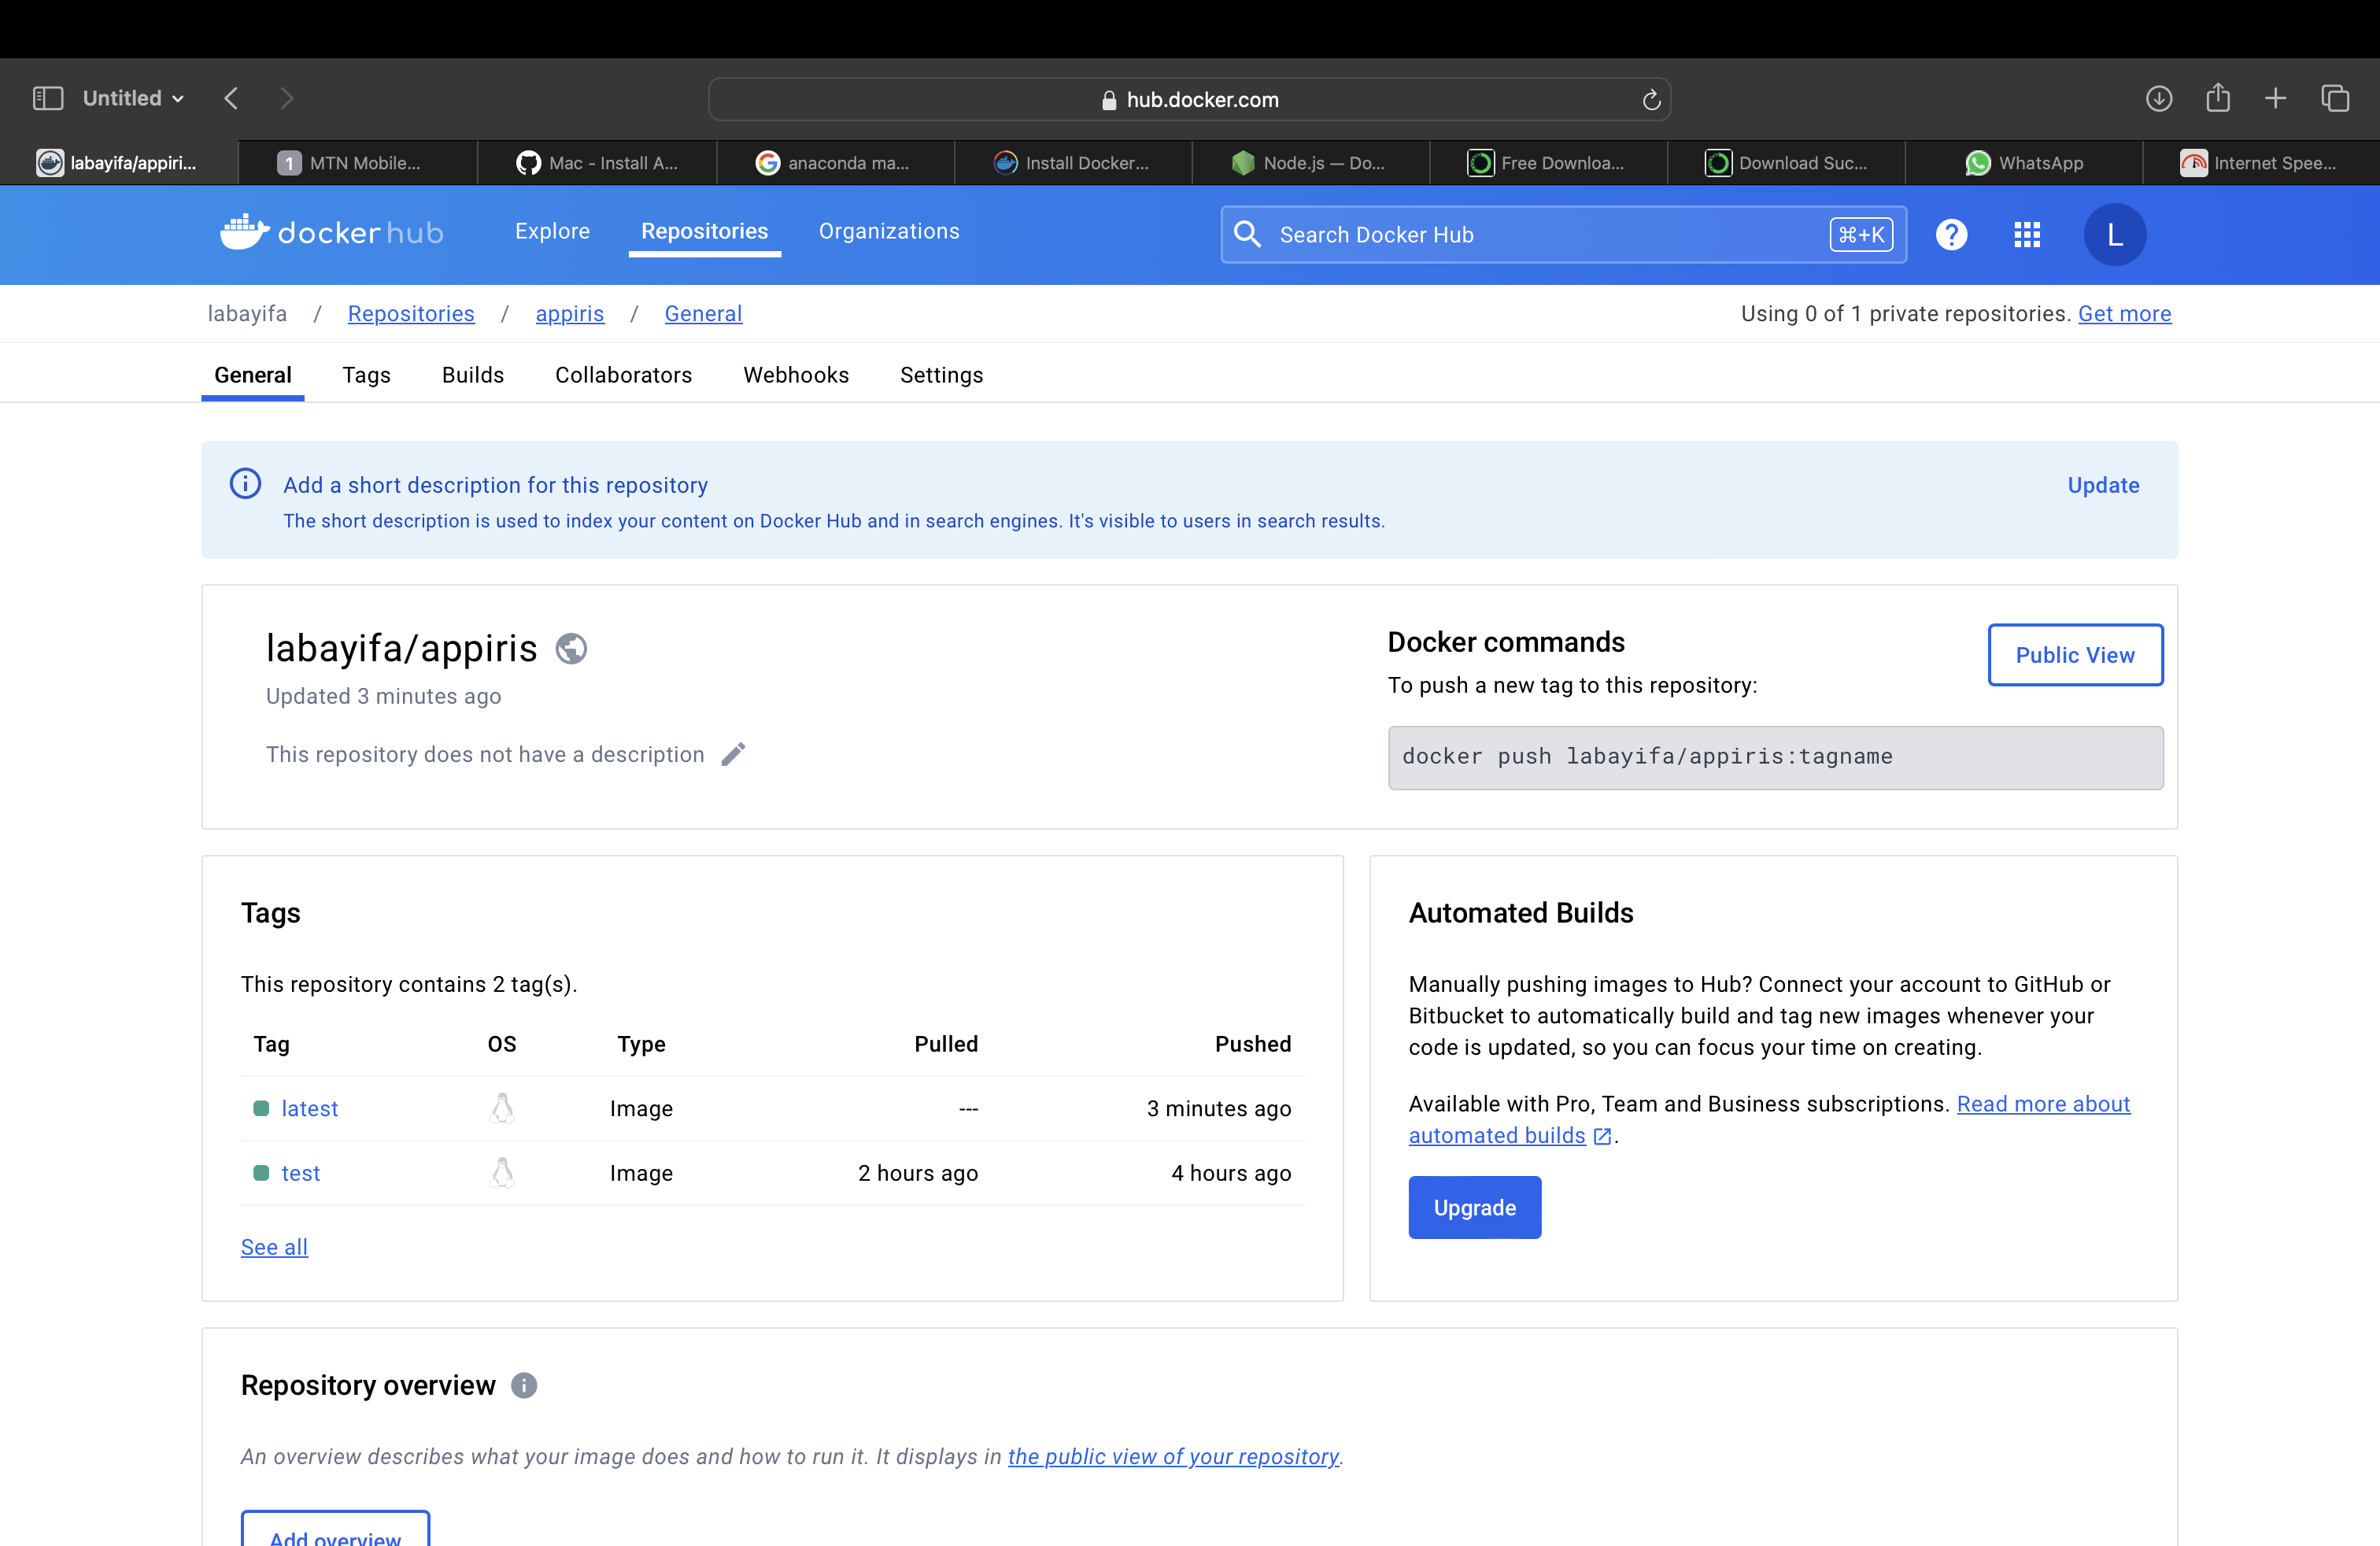 Untitled
hub.docker.com
labayifa/appiri...
1 MTN Mobile...
Mac - Install A...
anaconda ma...
Install Docker...
Node.js — Do...
Free Downloa...
Download Suc...
WhatsApp
Internet Spee...
dockerhub
Explore
Repositories
Organizations
Search Docker Hub
⌘+K
?
L
labayifa / Repositories / appiris / General
Using 0 of 1 private repositories. Get more
General
Tags
Builds
Collaborators
Webhooks
Settings
Add a short description for this repository
Update
The short description is used to index your content on Docker Hub and in search engines. It's visible to users in search results.
labayifa/appiris
Updated 3 minutes ago
This repository does not have a description
Docker commands
Public View
To push a new tag to this repository:
docker push labayifa/appiris:tagname
Tags
This repository contains 2 tag(s).
Tag OS Type Pulled Pushed
latest Image --- 3 minutes ago
test Image 2 hours ago 4 hours ago
See all
Automated Builds
Manually pushing images to Hub? Connect your account to GitHub or
Bitbucket to automatically build and tag new images whenever your
code is updated, so you can focus your time on creating.
Available with Pro, Team and Business subscriptions. Read more about
automated builds .
Upgrade
Repository overview
An overview describes what your image does and how to run it. It displays in the public view of your repository.
Add overview